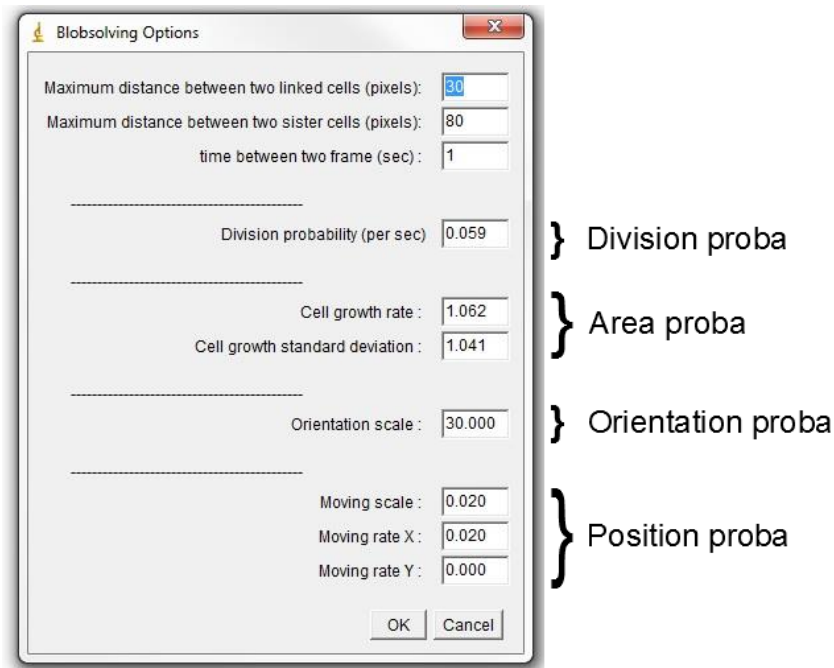 Blobsolving Options
Maximum distance between two linked cells (pixels): 30
Maximum distance between two sister cells (pixels): 80
time between two frame (sec) : 1
Division probability (per sec) 0.059 } Division proba
Cell growth rate : 1.062
} Area proba
Cell growth standard deviation : 1.041
Orientation scale : 30.000 } Orientation proba
Moving scale : 0.020
Moving rate X : 0.020 } Position proba
Moving rate Y : 0.000
OK Cancel